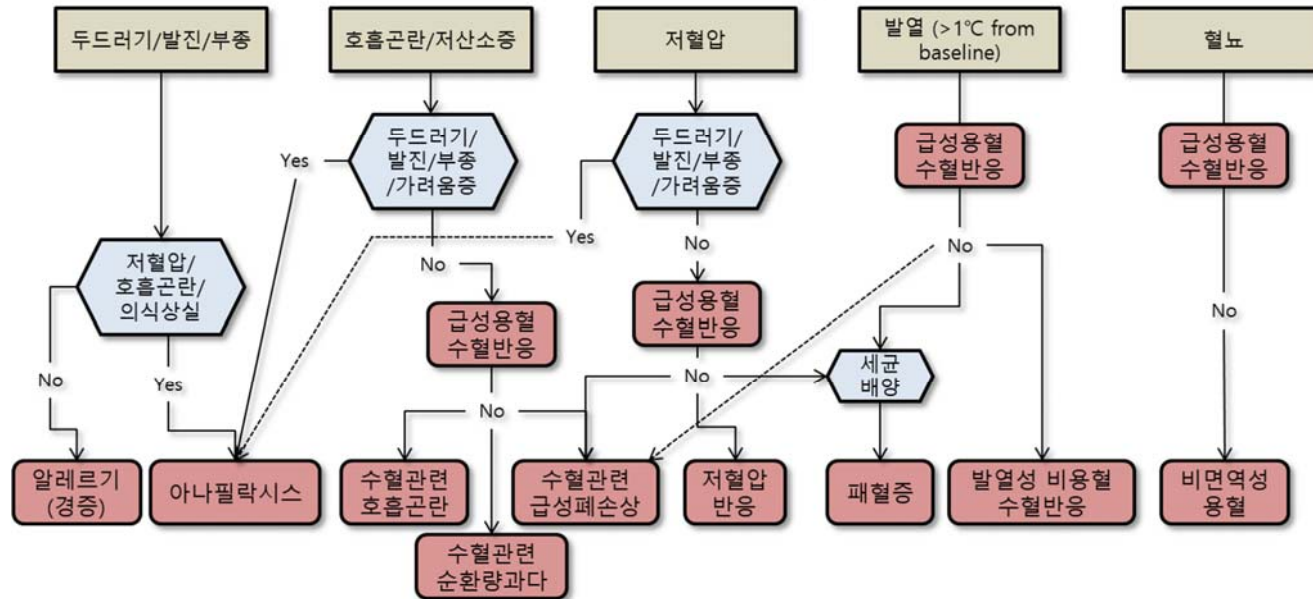 두드러기/발진/부종
호흡곤란/저산소증
저혈압
발열 (>1℃ from
baseline)
혈뇨
두드러기/
발진/부종
/가려움증
두드러기/
발진/부종
/가려움증
급성용혈
수혈반응
급성용혈
수혈반응
Yes
Yes
No
No
No
저혈압/
호흡곤란/
의식상실
급성용혈
수혈반응
급성용혈
수혈반응
No
세균
배양
No
Yes
No
No
알레르기
(경증)
아나필락시스
수혈관련
호흡곤란
수혈관련
급성폐손상
저혈압
반응
패혈증
발열성 비용혈
수혈반응
비면역성
용혈
수혈관련
순환량과다